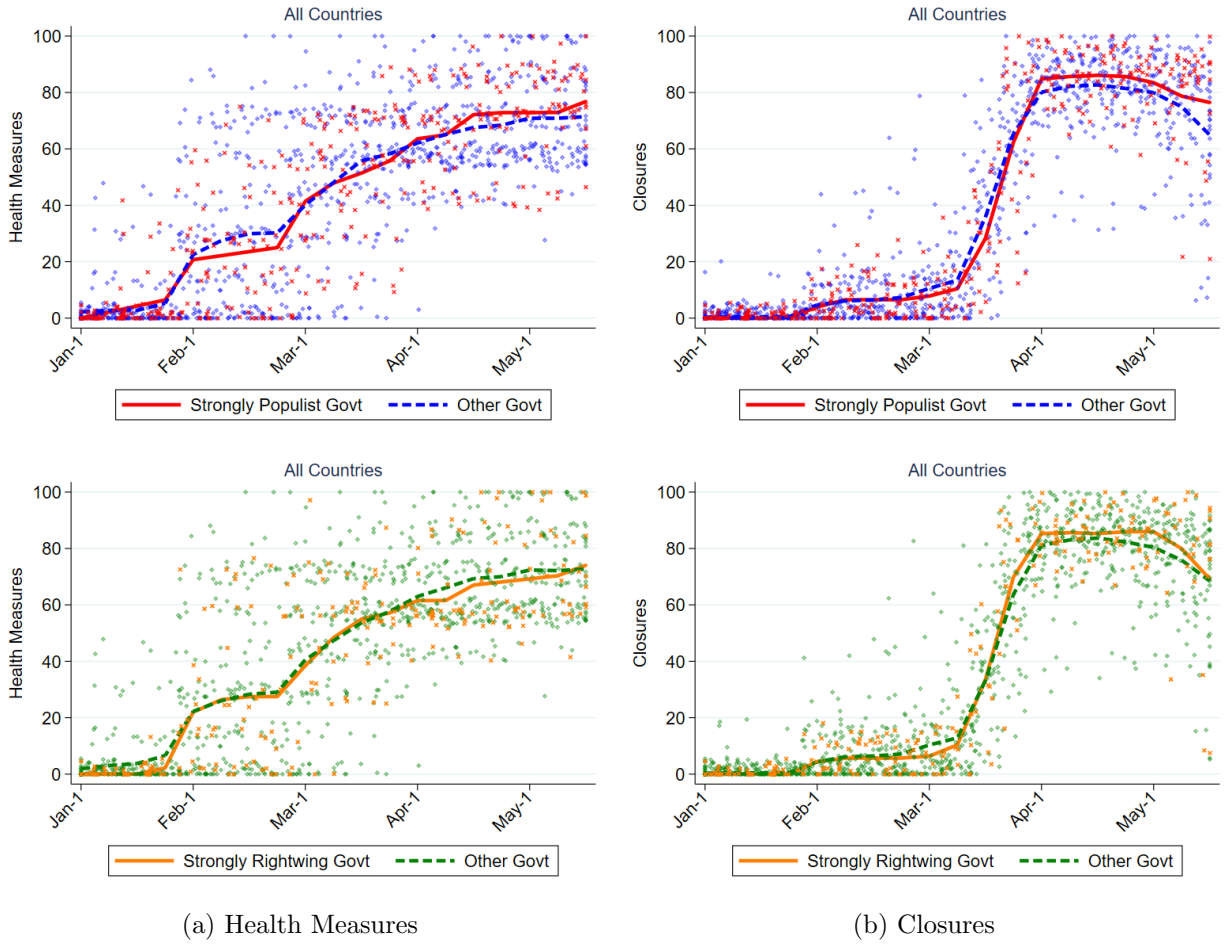 All Countries
Health Measures
100
80
60
40
20
0
Jan-1
Feb-1
Mar-1
Apr-1
May-1
Strongly Populist Govt
Other Govt
All Countries
Closures
100
80
60
40
20
0
Jan-1
Feb-1
Mar-1
Apr-1
May-1
Strongly Populist Govt
Other Govt
All Countries
Health Measures
100
80
60
40
20
0
Jan-1
Feb-1
Mar-1
Apr-1
May-1
Strongly Rightwing Govt
Other Govt
All Countries
Closures
100
80
60
40
20
0
Jan-1
Feb-1
Mar-1
Apr-1
May-1
Strongly Rightwing Govt
Other Govt
(a) Health Measures
(b) Closures